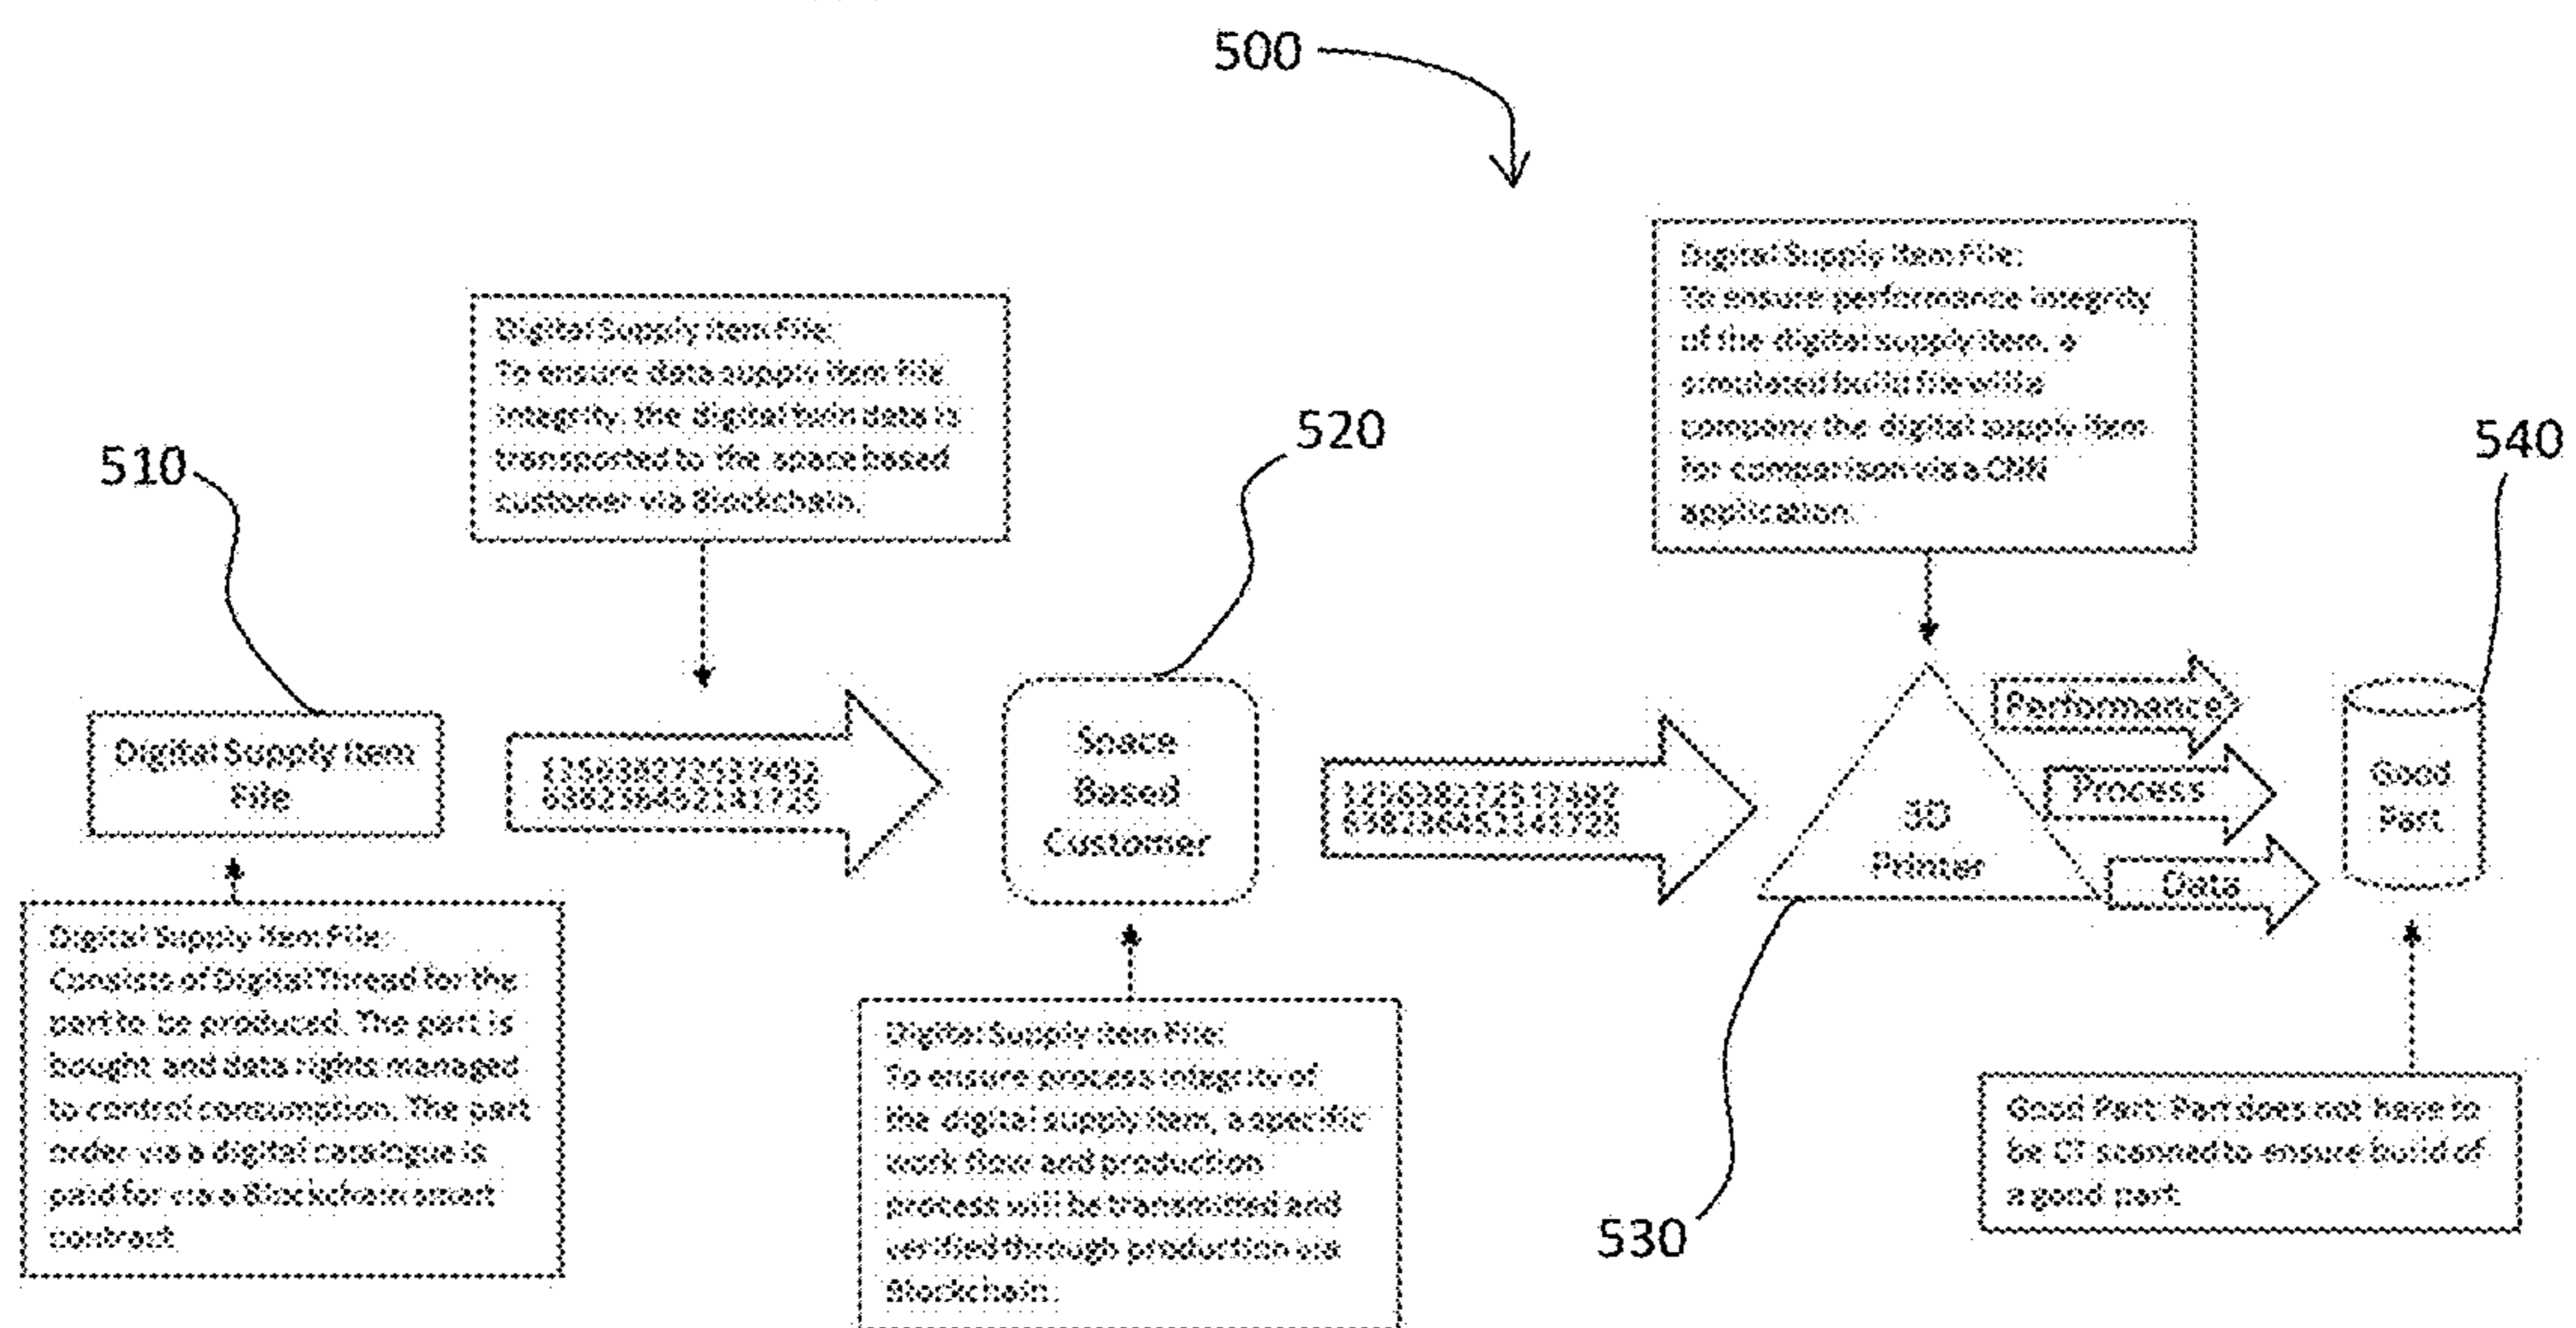 500
Digital Supply Item File:
To ensure performance integrity
of the digital supply item, a
simulated build file will a
company the digital supply item
for comparison via a CNN
application.
Digital Supply Item File:
To ensure data supply item file
integrity, the digital twin data is
transported to the space based
customer via Blockchain.
520
540
510
Digital Supply Item
File
Space
Based
Customer
3D
Printer
Performance
Process
Data
Good
Part
Digital Supply Item File:
Consists of Digital Thread for the
part to be produced. The part is
bought and data rights managed
to control consumption. The part
order via a digital catalogue is
paid for via a Blockchain smart
contract
Digital Supply Item File:
To ensure process integrity of
the digital supply item, a specific
work flow and production
process will be transmitted and
verified through production via
Blockchain.
530
Good Part: Part does not have to
be CT scanned to ensure build of
a good part